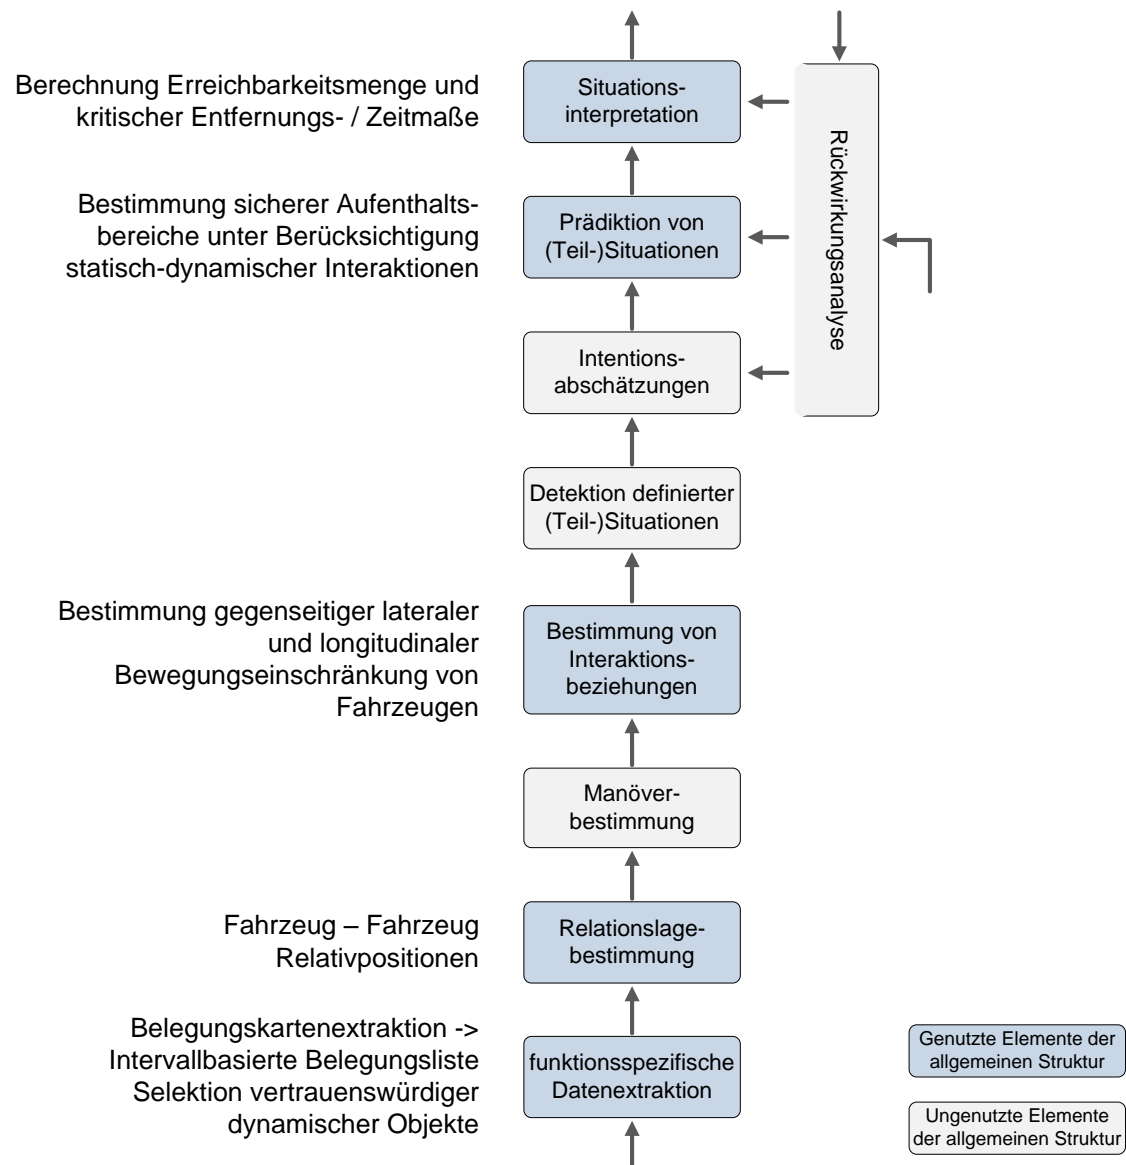 Berechnung Erreichbarkeitsmenge und
kritischer Entfernungs- / Zeitmaße
Situations-
interpretation
Rückwirkungsanalyse
Bestimmung sicherer Aufenthalts-
bereiche unter Berücksichtigung
statisch-dynamischer Interaktionen
Prädiktion von
(Teil-)Situationen
Intentions-
abschätzungen
Detektion definierter
(Teil-)Situationen
Bestimmung gegenseitiger lateraler
und longitudinaler
Bewegungseinschränkung von
Fahrzeugen
Bestimmung von
Interaktions-
beziehungen
Manöver-
bestimmung
Fahrzeug – Fahrzeug
Relativpositionen
Relationslage-
bestimmung
Belegungskartenextraktion ->
Intervallbasierte Belegungsliste
Selektion vertrauenswürdiger
dynamischer Objekte
funktionsspezifische
Datenextraktion
Genutzte Elemente der
allgemeinen Struktur
Ungenutzte Elemente
der allgemeinen Struktur